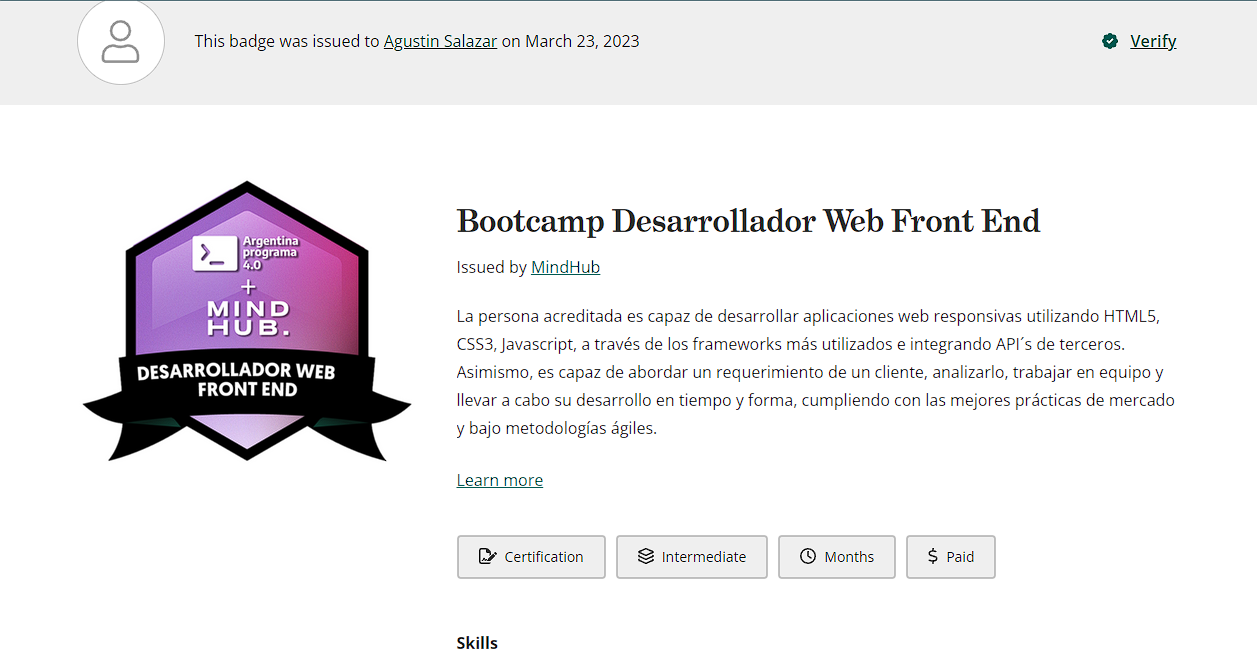 This badge was issued to Agustin Salazar on March 23, 2023
Verify
Argentina
programa
4.0
+
MIND
HUB.
DESARROLLADOR WEB
FRONT END
Bootcamp Desarrollador Web Front End
Issued by MindHub
La persona acreditada es capaz de desarrollar aplicaciones web responsivas utilizando HTML5,
CSS3, Javascript, a través de los frameworks más utilizados e integrando API´s de terceros.
Asimismo, es capaz de abordar un requerimiento de un cliente, analizarlo, trabajar en equipo y
llevar a cabo su desarrollo en tiempo y forma, cumpliendo con las mejores prácticas de mercado
y bajo metodologías ágiles.
Learn more
Certification
Intermediate
Months
$ Paid
Skills